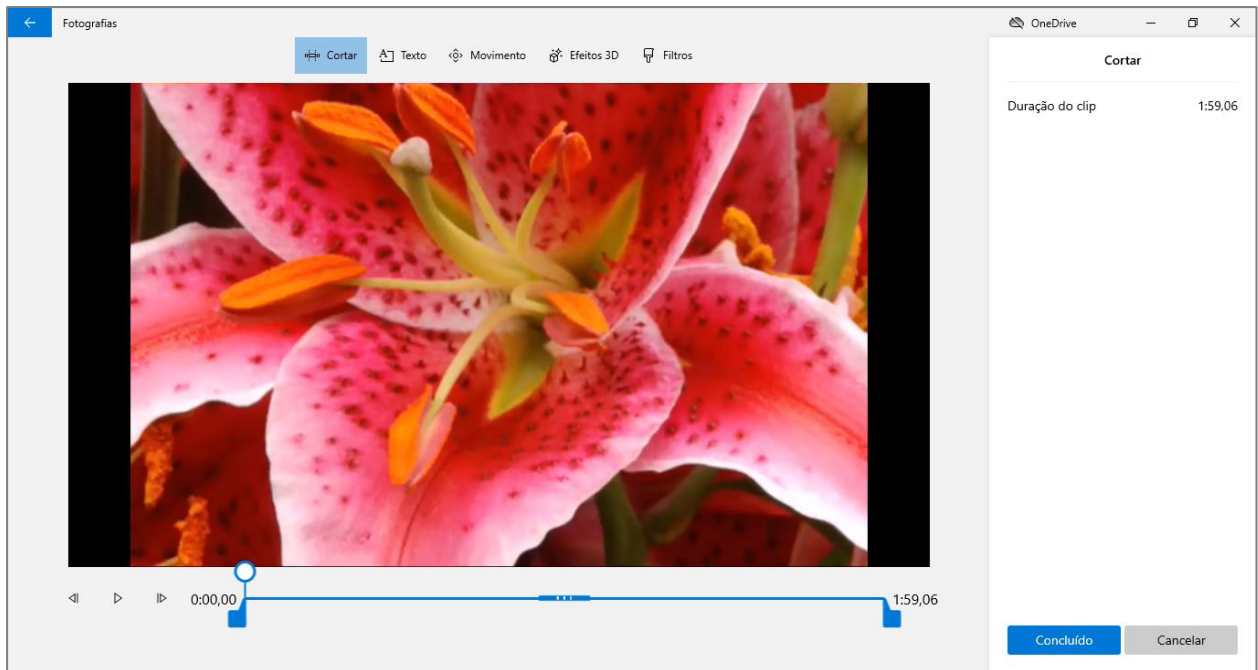 Fotografias
OneDrive
Cortar
Texto
Movimento
Efeitos 3D
Filtros
Cortar
Duração do clip 1:59,06
0:00,00
1:59,06
Concluído
Cancelar